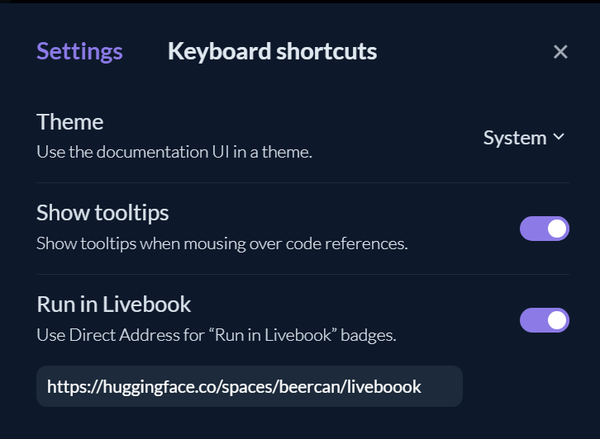 Settings Keyboard shortcuts
Theme
System
Use the documentation UI in a theme.
Show tooltips
Show tooltips when mousing over code references.
Run in Livebook
Use Direct Address for “Run in Livebook” badges.
https://huggingface.co/spaces/beercan/liveboook